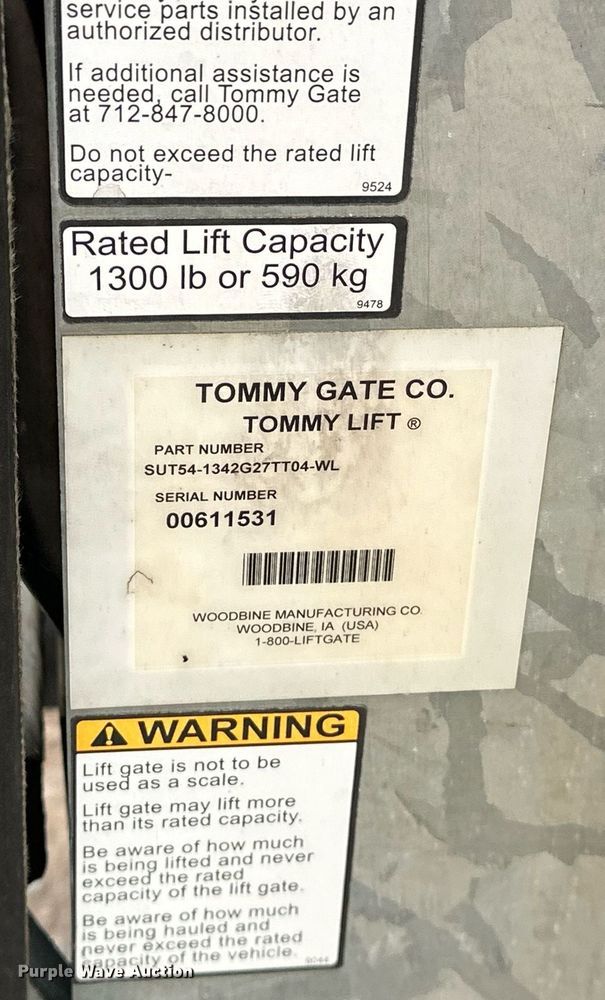 service parts installed by an
authorized distributor.
If additional assistance is
needed, call Tommy Gate
at 712-847-8000.
Do not exceed the rated lift
capacity-
9524
Rated Lift Capacity
1300 lb or 590 kg
9478
TOMMY GATE CO.
TOMMY LIFT ®
PART NUMBER
SUT54-1342G27TT04-WL
SERIAL NUMBER
00611531
WOODBINE MANUFACTURING CO.
WOODBINE, IA (USA)
1-800-LIFTGATE
WARNING
Lift gate is not to be
used as a scale.
Lift gate may lift more
than its rated capacity.
Be aware of how much
is being lifted and never
exceed the rated
capacity of the lift gate.
Be aware of how much
is being hauled and
never exceed the rated
capacity of the vehicle.
Purple Wave Auction